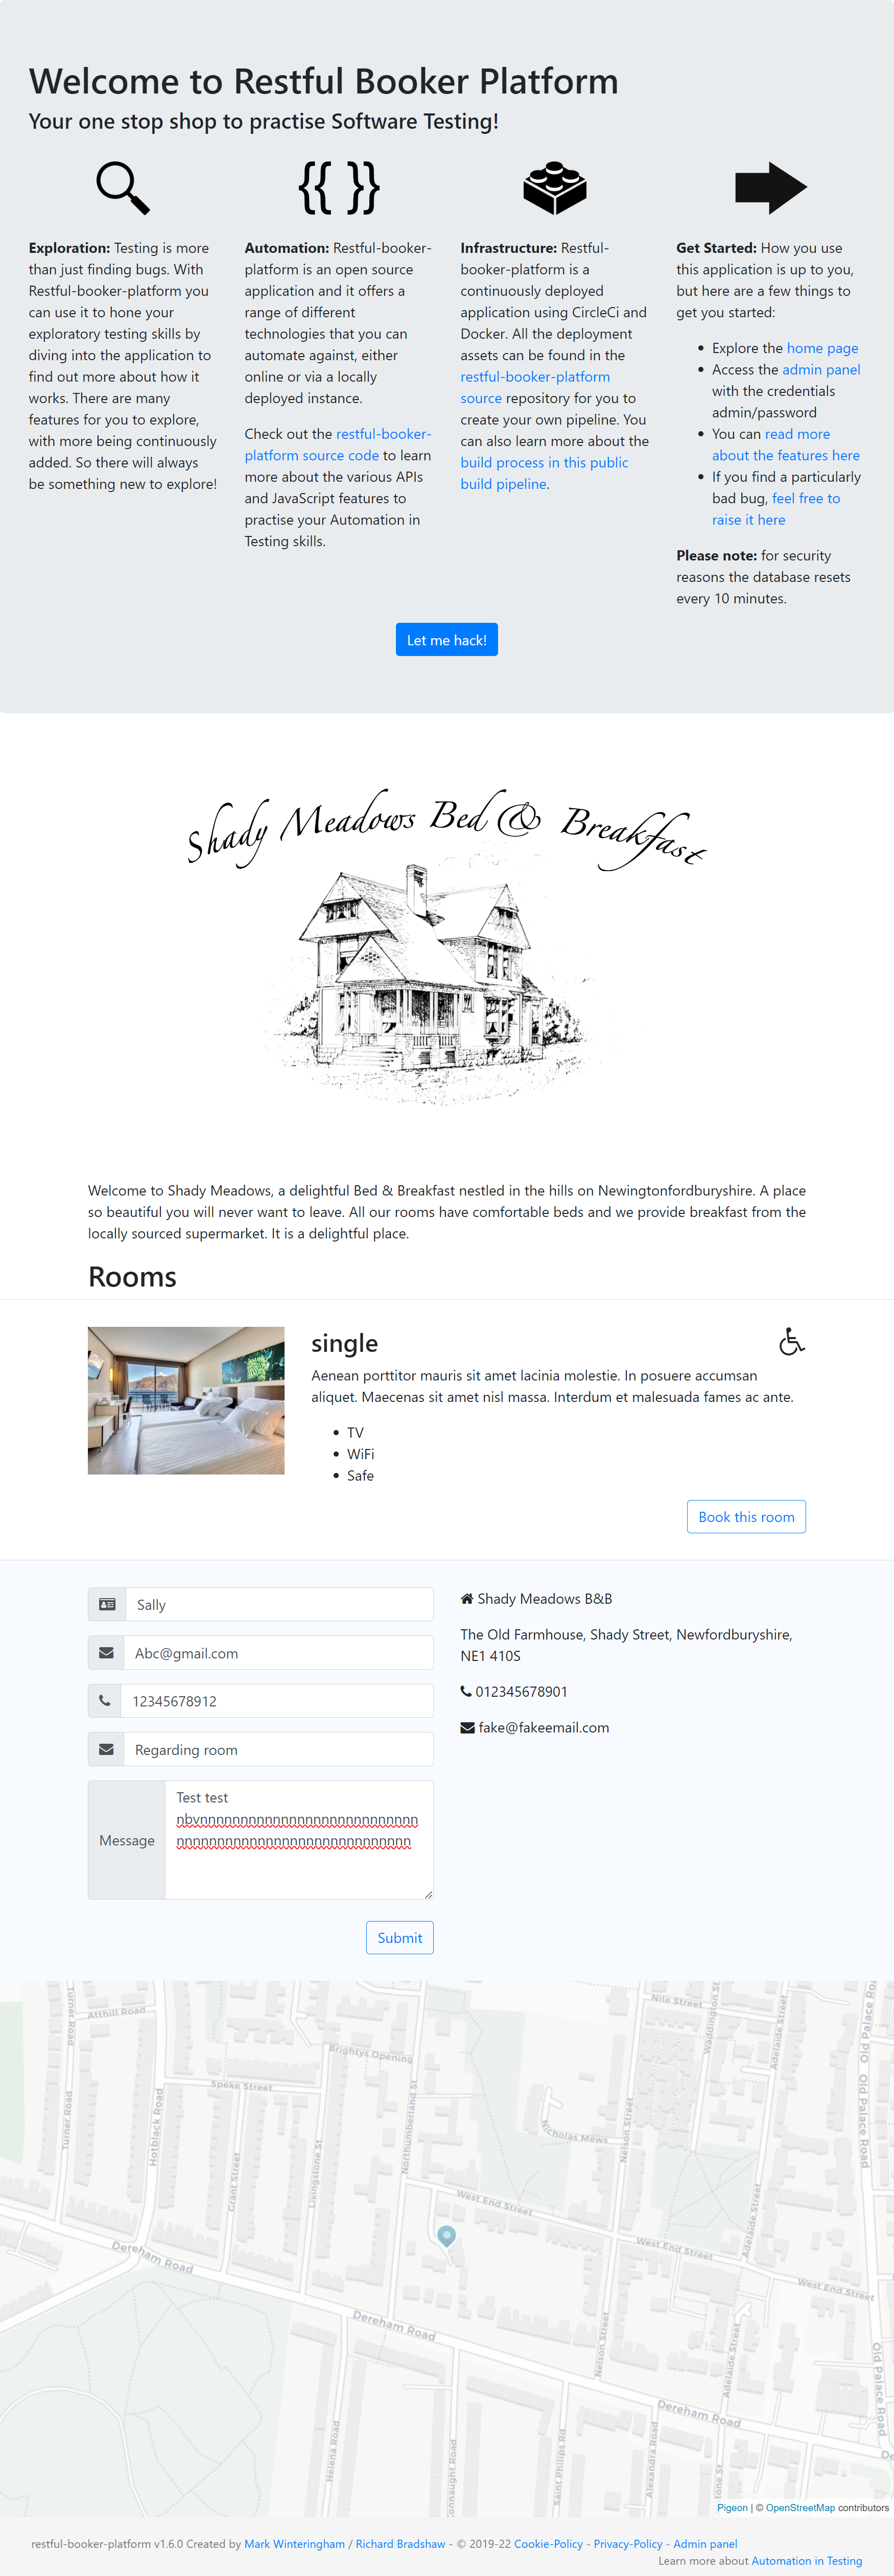 Welcome to Restful Booker Platform
Your one stop shop to practise Software Testing!
Exploration: Testing is more
than just finding bugs. With
Restful-booker-platform you
can use it to hone your
exploratory testing skills by
diving into the application to
find out more about how it
works. There are many
features for you to explore,
with more being continuously
added. So there will always
be something new to explore!
Automation: Restful-booker-
platform is an open source
application and it offers a
range of different
technologies that you can
automate against, either
online or via a locally
deployed instance.
Check out the restful-booker-
platform source code to learn
more about the various APIs
and JavaScript features to
practise your Automation in
Testing skills.
Infrastructure: Restful-
booker-platform is a
continuously deployed
application using CircleCi and
Docker. All the deployment
assets can be found in the
restful-booker-platform
source repository for you to
create your own pipeline. You
can also learn more about the
build process in this public
build pipeline.
Get Started: How you use
this application is up to you,
but here are a few things to
get you started:
• Explore the home page
• Access the admin panel
with the credentials
admin/password
• You can read more
about the features here
• If you find a particularly
bad bug, feel free to
raise it here
Please note: for security
reasons the database resets
every 10 minutes.
Let me hack!
Shady Meadows Bed & Breakfast
Welcome to Shady Meadows, a delightful Bed & Breakfast nestled in the hills on Newingtonfordburyshire. A place
so beautiful you will never want to leave. All our rooms have comfortable beds and we provide breakfast from the
locally sourced supermarket. It is a delightful place.
Rooms
single
Aenean porttitor mauris sit amet lacinia molestie. In posuere accumsan
aliquet. Maecenas sit amet nisl massa. Interdum et malesuada fames ac ante.
• TV
• WiFi
• Safe
Book this room
Sally
Abc@gmail.com
12345678912
Regarding room
Message
Test test
Submit
Shady Meadows B&B
The Old Farmhouse, Shady Street, Newfordburyshire,
NE1 410S
012345678901
fake@fakeemail.com
Turner Road
Atthill Road
Nile Street
Waddington St
Adelaide Street
Old Palace Road
Brightys Opening
Speke Street
Northumberland St
Old Palace Road
Turner Road
Hotblack Road
Nicholas Mews
Nelson Street
Grant Street
Livingstone St
West End Street
Adelaide Street
Dereham Road
West End Street
West End Street
Dereham Road
Nelson Street
Adelaide Street
Old Palace Road
Dereham Road
Helena Road
Connaught Road
Saint Philips Rd
Alexandra Road
Pigeon | © OpenStreetMap contributors
restful-booker-platform v1.6.0 Created by Mark Winteringham / Richard Bradshaw - © 2019-22 Cookie-Policy - Privacy-Policy - Admin panel
Learn more about Automation in Testing